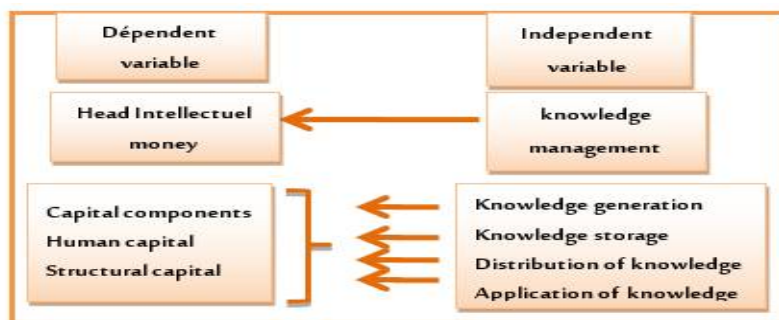 Dépendent
variable
Independent
variable
Head Intellectuel
money
knowledge
management
Capital components
Human capital
Structural capital
Knowledge generation
Knowledge storage
Distribution of knowledge
Application of knowledge